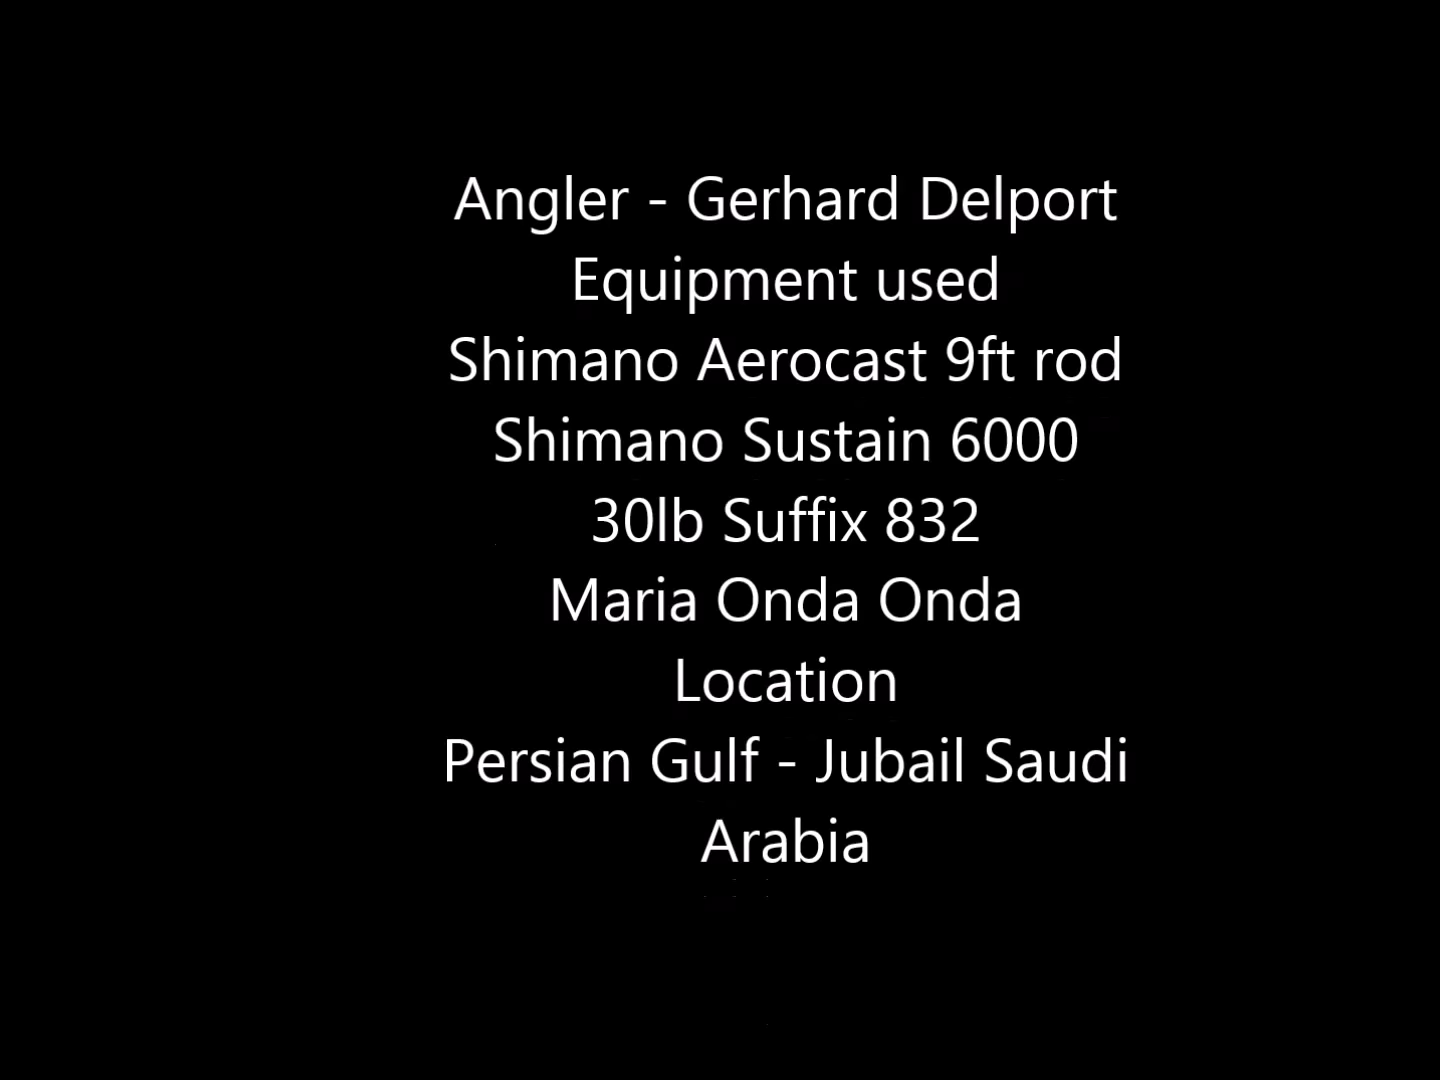 Angler - Gerhard Delport
Equipment used
Shimano Aerocast 9ft rod
Shimano Sustain 6000
30lb Suffix 832
Maria Onda Onda
Location
Persian Gulf - Jubail Saudi
Arabia